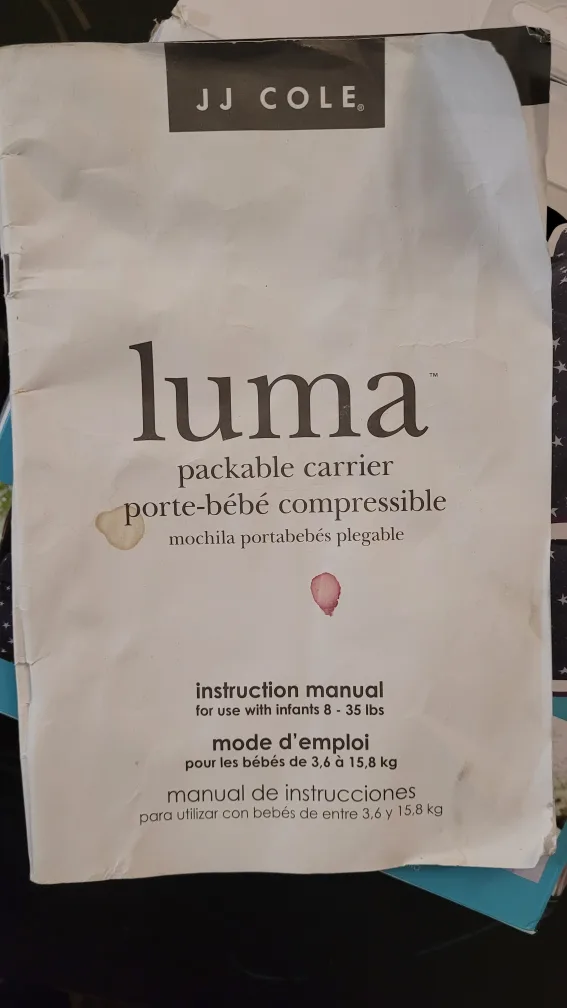 JJ COLE®
luma™
packable carrier
porte-bébé compressible
mochila portabebés plegable
instruction manual
for use with infants 8 - 35 lbs
mode d'emploi
pour les bébés de 3,6 à 15,8 kg
manual de instrucciones
para utilizar con bebés de entre 3,6 y 15,8 kg